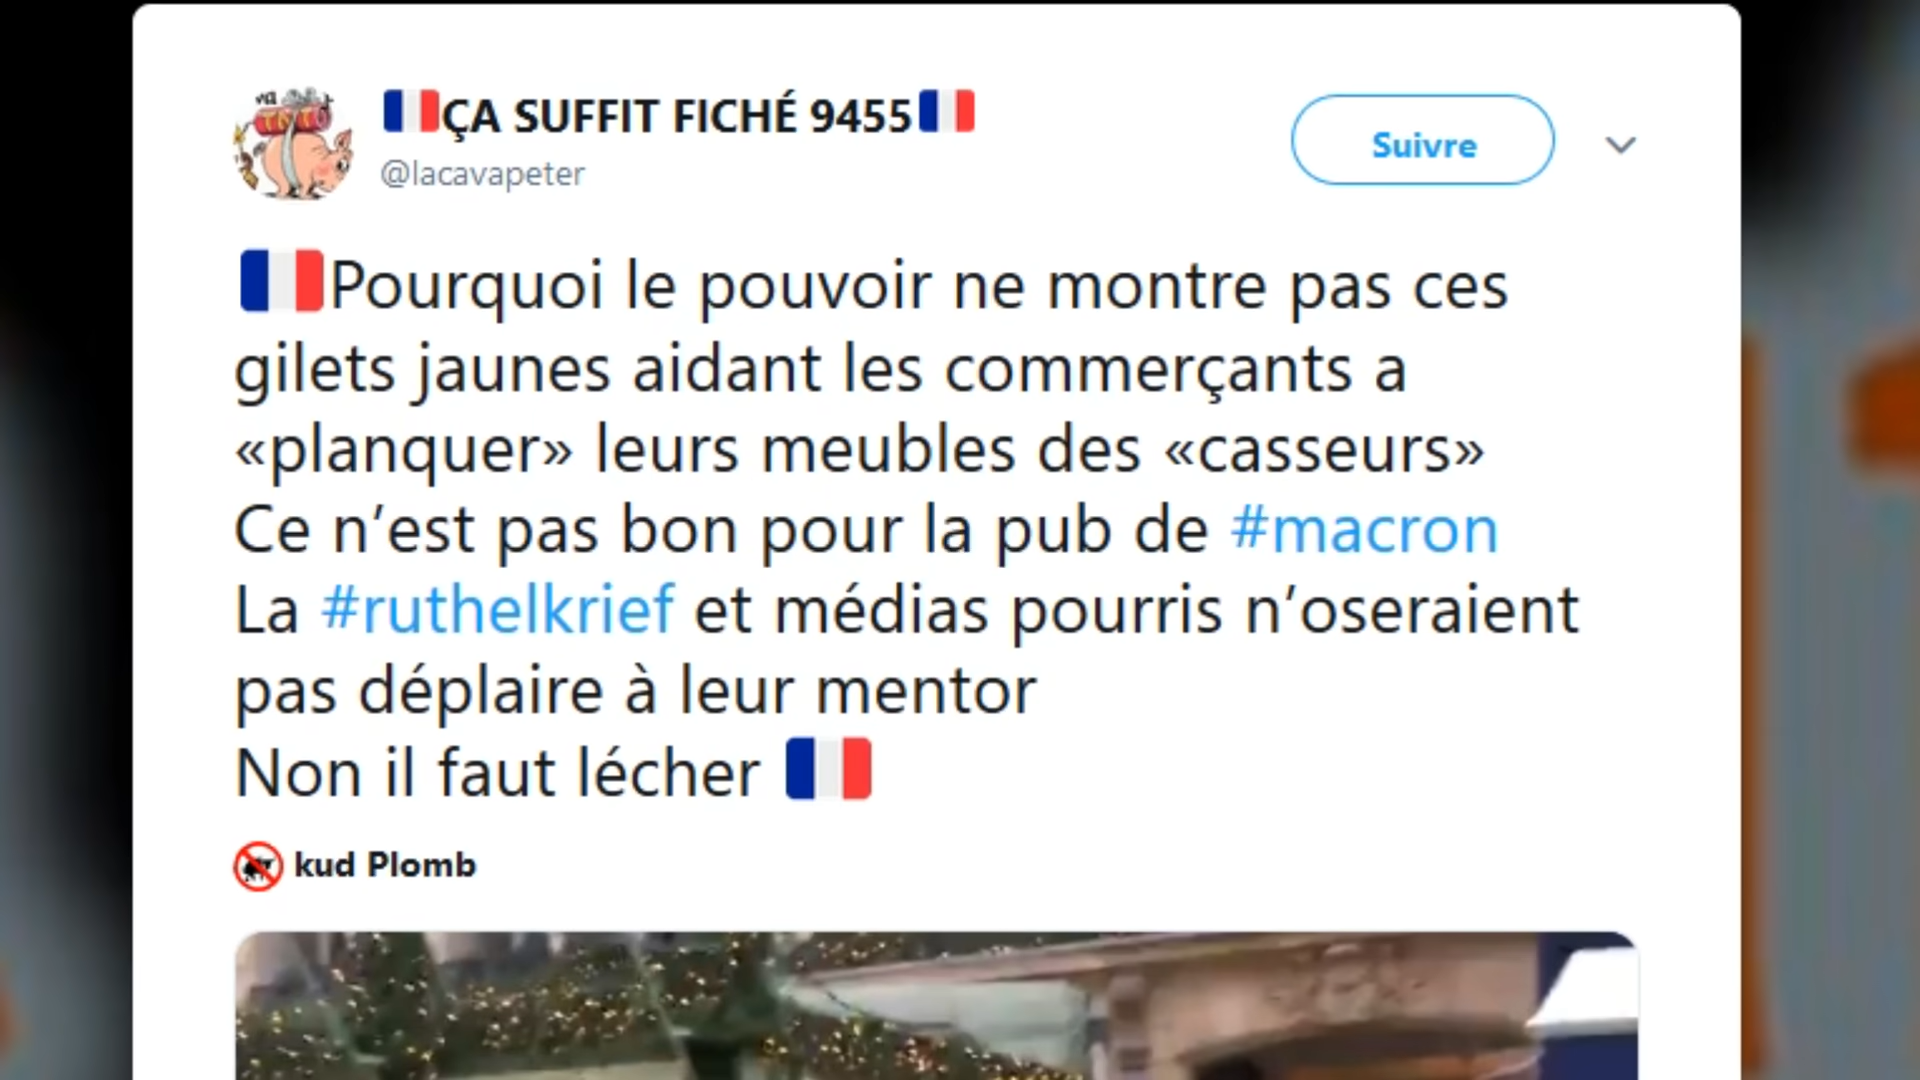 🇫🇷ÇA SUFFIT FICHÉ 9455🇫🇷
@lacavapeter
Suivre
🇫🇷Pourquoi le pouvoir ne montre pas ces
gilets jaunes aidant les commerçants a
«planquer» leurs meubles des «casseurs»
Ce n’est pas bon pour la pub de #macron
La #ruthelkrief et médias pourris n’oseraient
pas déplaire à leur mentor
Non il faut lécher 🇫🇷
kud Plomb